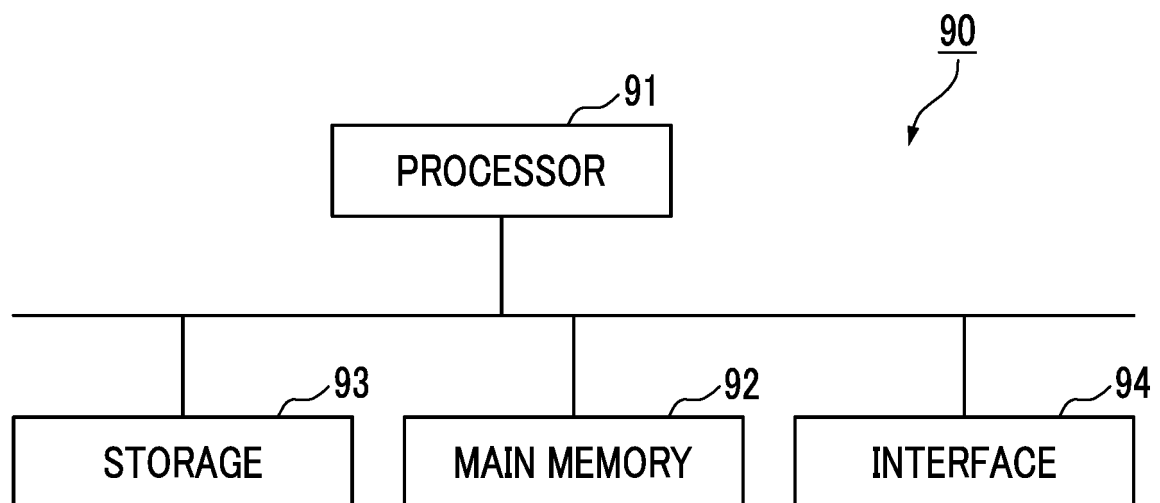 90
91
PROCESSOR
93
92
94
STORAGE
MAIN MEMORY
INTERFACE